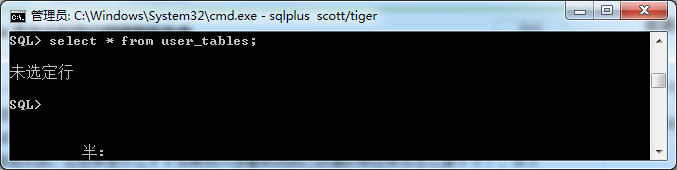 管理员: C:\Windows\System32\cmd.exe - sqlplus  scott/tiger
SQL> select * from user_tables;
未选定行
SQL>
半: